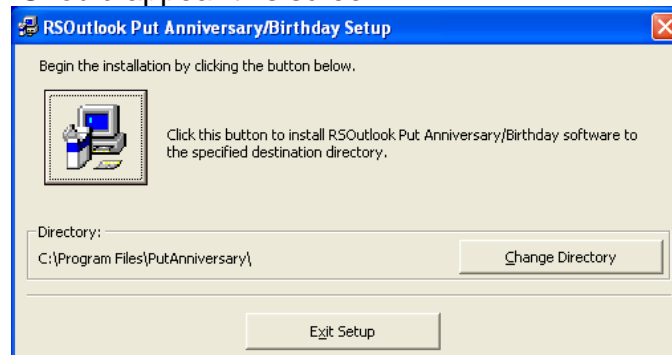 RSOutlook Put Anniversary/Birthday Setup
Begin the installation by clicking the button below.
Click this button to install RSOutlook Put Anniversary/Birthday software to
the specified destination directory.
Directory:
C:\Program Files\PutAnniversary\
Change Directory
Exit Setup